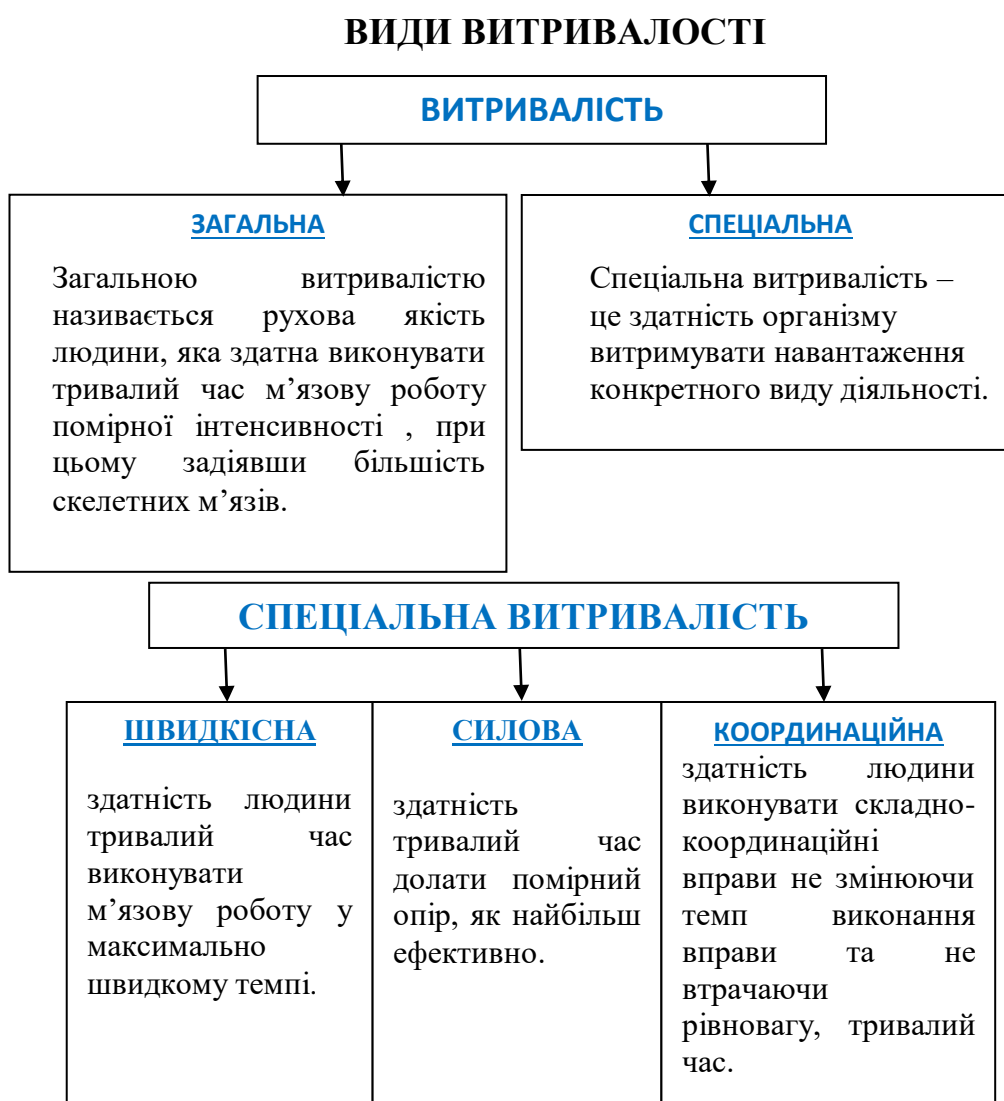 ВИДИ ВИТРИВАЛОСТІ
ВИТРИВАЛІСТЬ
ЗАГАЛЬНА
Загальною витривалістю
називається рухова якість
людини, яка здатна виконувати
тривалий час м’язову роботу
помірної інтенсивності , при
цьому задіявши більшість
скелетних м’язів.
СПЕЦІАЛЬНА
Спеціальна витривалість –
це здатність організму
витримувати навантаження
конкретного виду діяльності.
СПЕЦІАЛЬНА ВИТРИВАЛІСТЬ
ШВИДКІСНА
здатність людини
тривалий час
виконувати
м’язову роботу у
максимально
швидкому темпі.
СИЛОВА
здатність
тривалий час
долати помірний
опір, як найбільш
ефективно.
КООРДИНАЦІЙНА
здатність людини
виконувати складно-
координаційні
вправи не змінюючи
темп виконання
вправи та не
втрачаючи
рівновагу, тривалий
час.